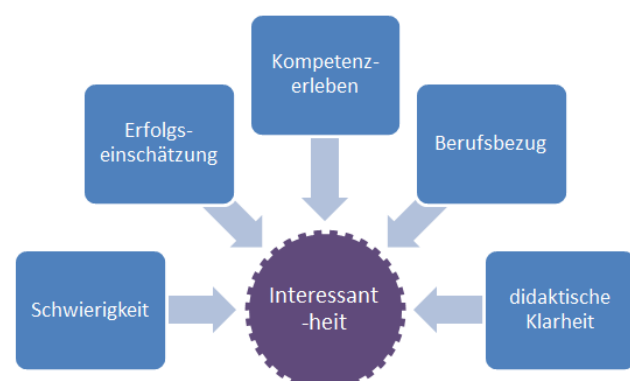 Kompetenz-
erleben
Erfolgs-
einschätzung
Berufsbezug
Schwierigkeit
Interessant
-heit
didaktische
Klarheit